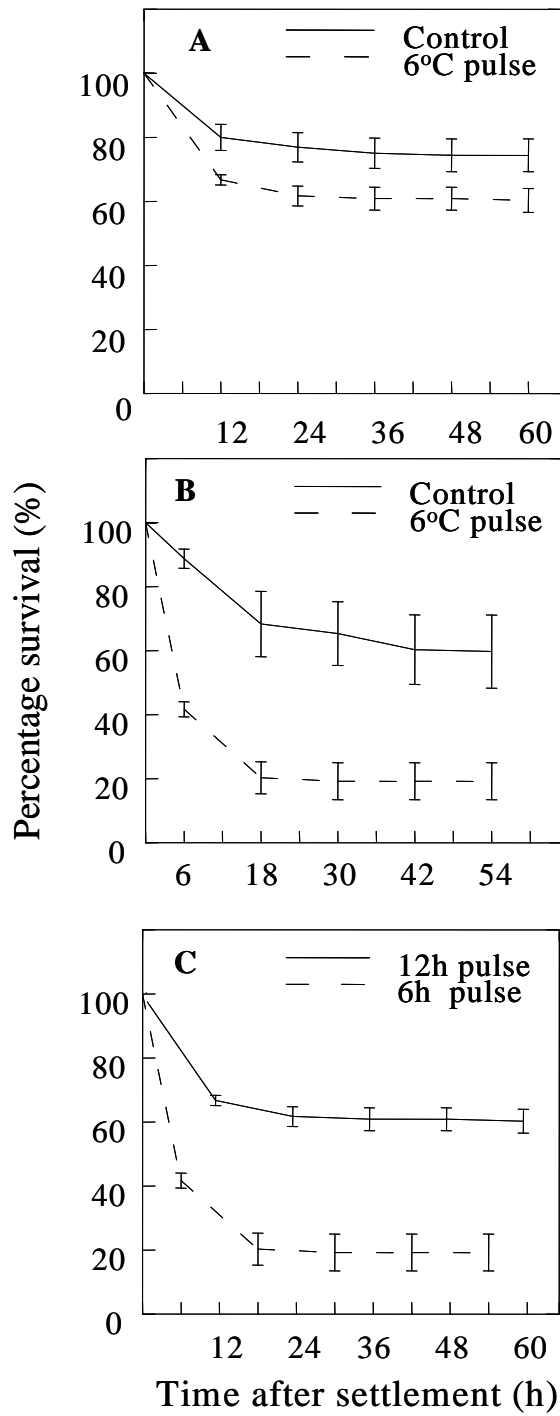 A
Control
6°C pulse
100
80
60
40
20
0
12 24 36 48 60
B
Control
6°C pulse
100
80
60
40
20
0
6 18 30 42 54
Percentage survival (%)
C
12h pulse
6h pulse
100
80
60
40
20
0
12 24 36 48 60
Time after settlement (h)